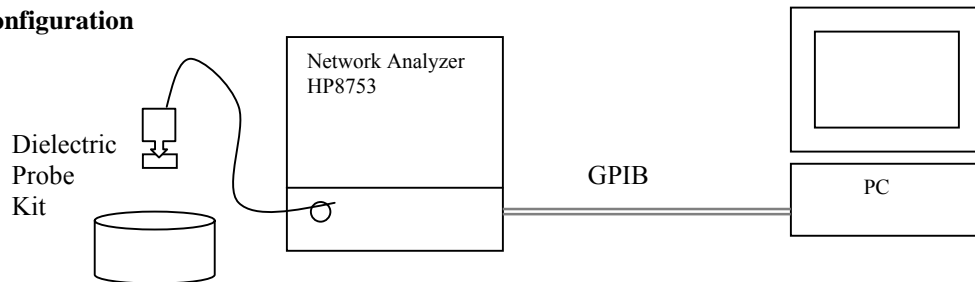 onfiguration
Network Analyzer
HP8753
Dielectric
Probe
Kit
GPIB
PC